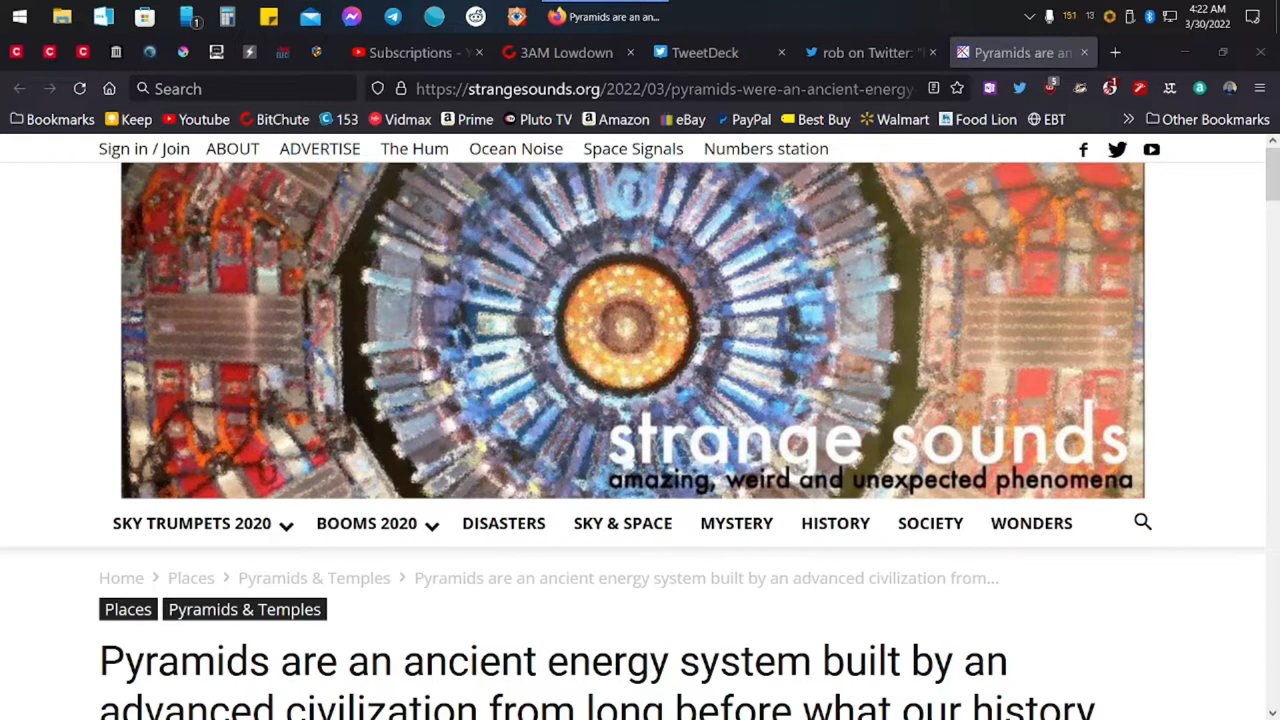 Pyramids are an an...
151
13
4:22 AM
3/30/2022
1
Subscriptions - Y
3AM Lowdown
TweetDeck
rob on Twitter: "
Pyramids are an
Search
https://strangesounds.org/2022/03/pyramids-were-an-ancient-energy
5
Bookmarks
Keep
Youtube
BitChute
153
Vidmax
Prime
Pluto TV
Amazon
eBay
PayPal
Best Buy
Walmart
Food Lion
EBT
Other Bookmarks
Sign in / Join ABOUT ADVERTISE The Hum Ocean Noise Space Signals Numbers station
strange sounds
amazing, weird and unexpected phenomena
SKY TRUMPETS 2020 BOOMS 2020 DISASTERS SKY & SPACE MYSTERY HISTORY SOCIETY WONDERS
Home > Places > Pyramids & Temples > Pyramids are an ancient energy system built by an advanced civilization from...
Places Pyramids & Temples
Pyramids are an ancient energy system built by an
advanced civilization from long before what our history